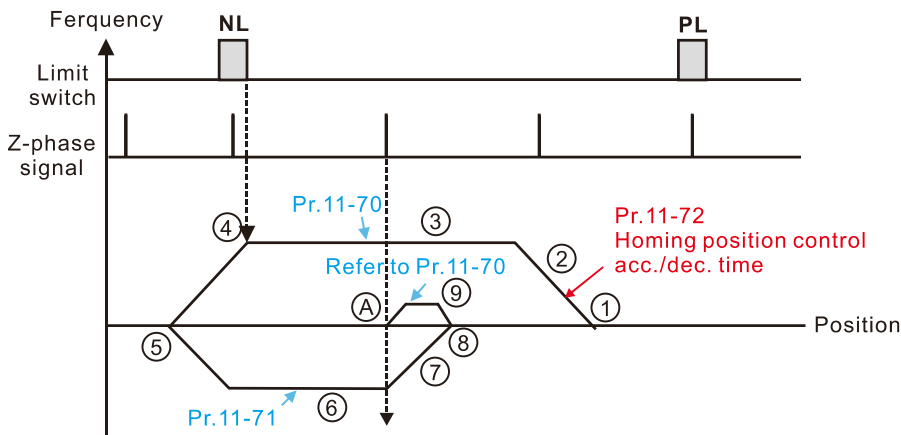 Ferquency
NL
PL
Limit
switch
Z-phase
signal
Pr.11-70
④
③
Pr.11-72
Homing position control
acc./dec. time
②
Refer to Pr.11-70
Ⓐ
⑨
①
Position
⑤
⑧
⑦
⑥
Pr.11-71